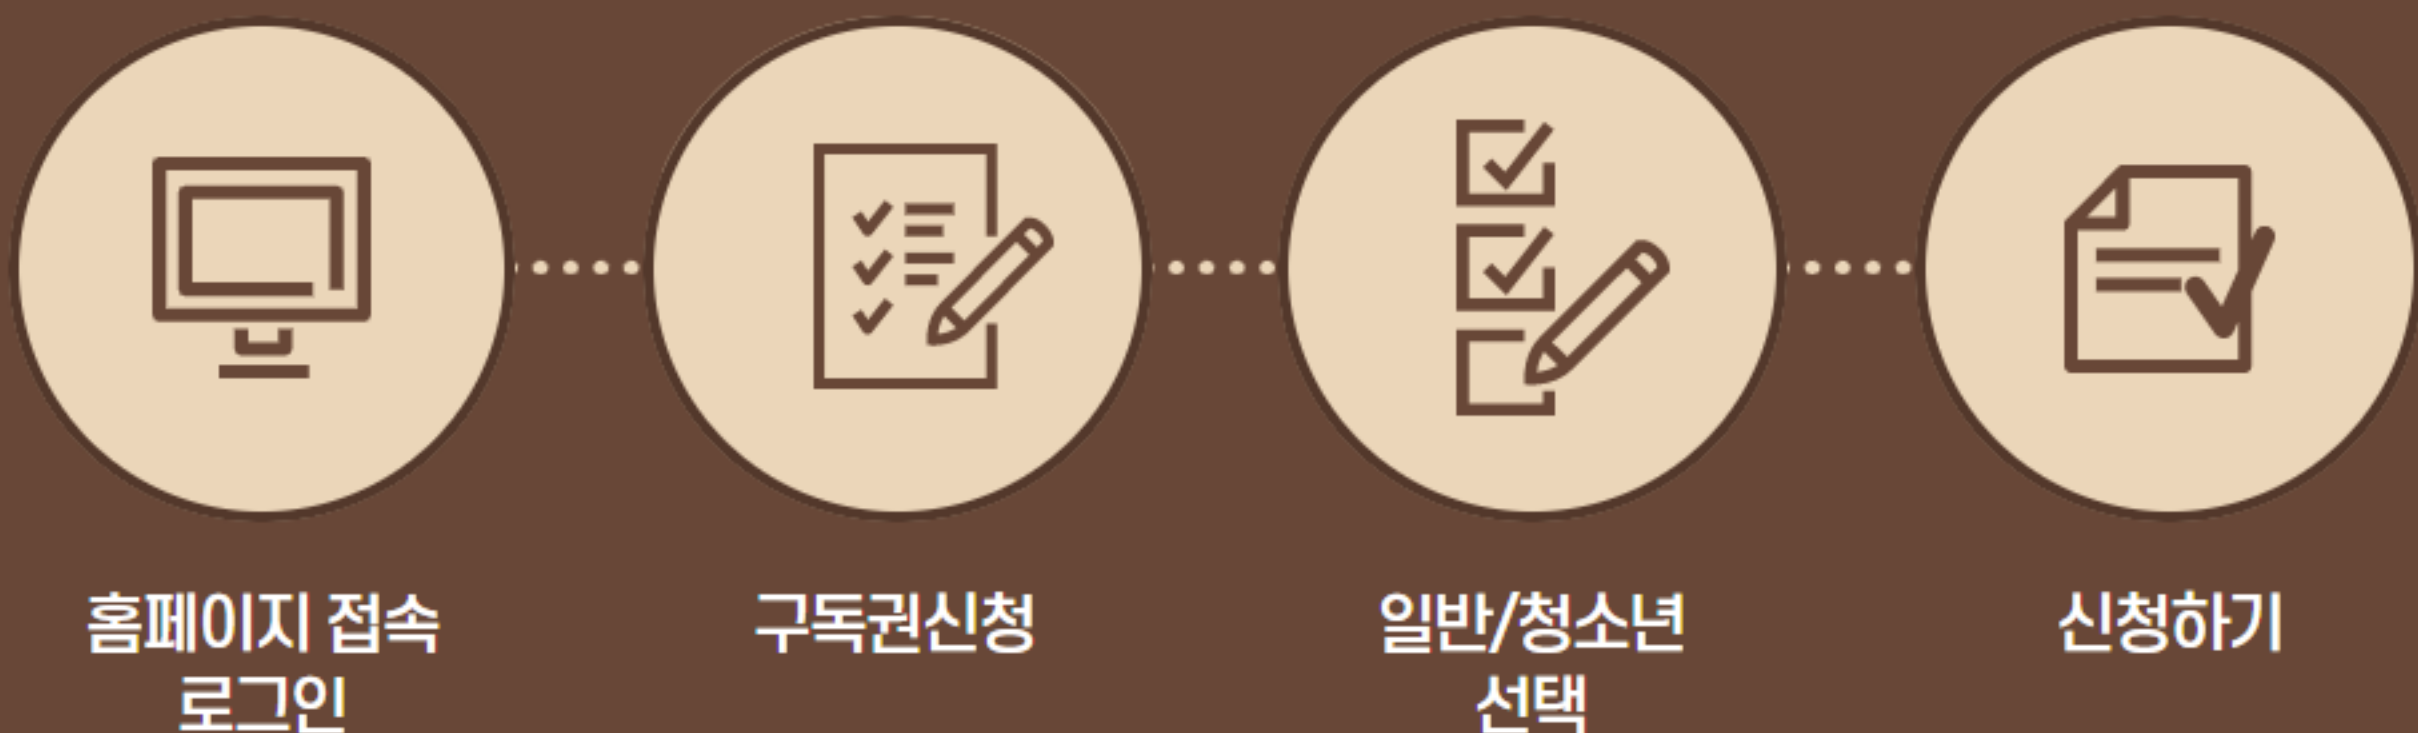 홈페이지 접속
로그인
구독권신청
일반/청소년
선택
신청하기